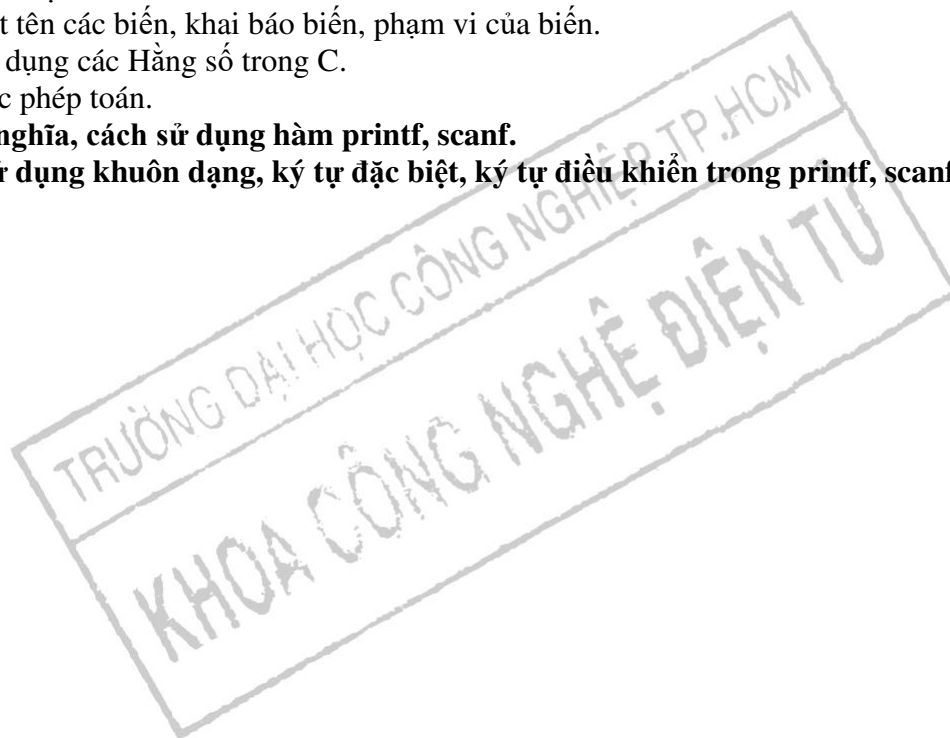 t tên các biến, khai báo biến, phạm vi của biến.
dụng các Hằng số trong C.
c phép toán.
nghĩa, cách sử dụng hàm printf, scanf.
dụng khuôn dạng, ký tự đặc biệt, ký tự điều khiển trong printf, scanf
TRƯỜNG ĐẠI HỌC CÔNG NGHIỆP TP.HCM
KHOA CÔNG NGHỆ ĐIỆN TỬ